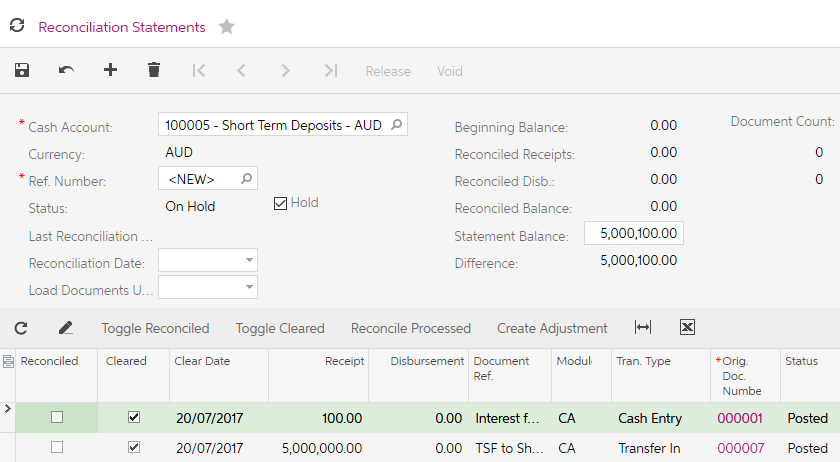 Reconciliation Statements
Release Void
* Cash Account: 100005 - Short Term Deposits - AUD Beginning Balance: 0.00 Document Count:
Currency: AUD Reconciled Receipts: 0.00 0
* Ref. Number: <NEW> Reconciled Disb.: 0.00 0
Status: On Hold Hold Reconciled Balance: 0.00
Last Reconciliation ... Statement Balance: 5,000,100.00
Reconciliation Date: Difference: 5,000,100.00
Load Documents U...
Toggle Reconciled Toggle Cleared Reconcile Processed Create Adjustment
Reconciled Cleared Clear Date Receipt Disbursement Document Modul Tran. Type *Orig. Status
Ref. Doc.
Numbe
20/07/2017 100.00 0.00 Interest f... CA Cash Entry 000001 Posted
20/07/2017 5,000,000.00 0.00 TSF to Sh... CA Transfer In 000007 Posted